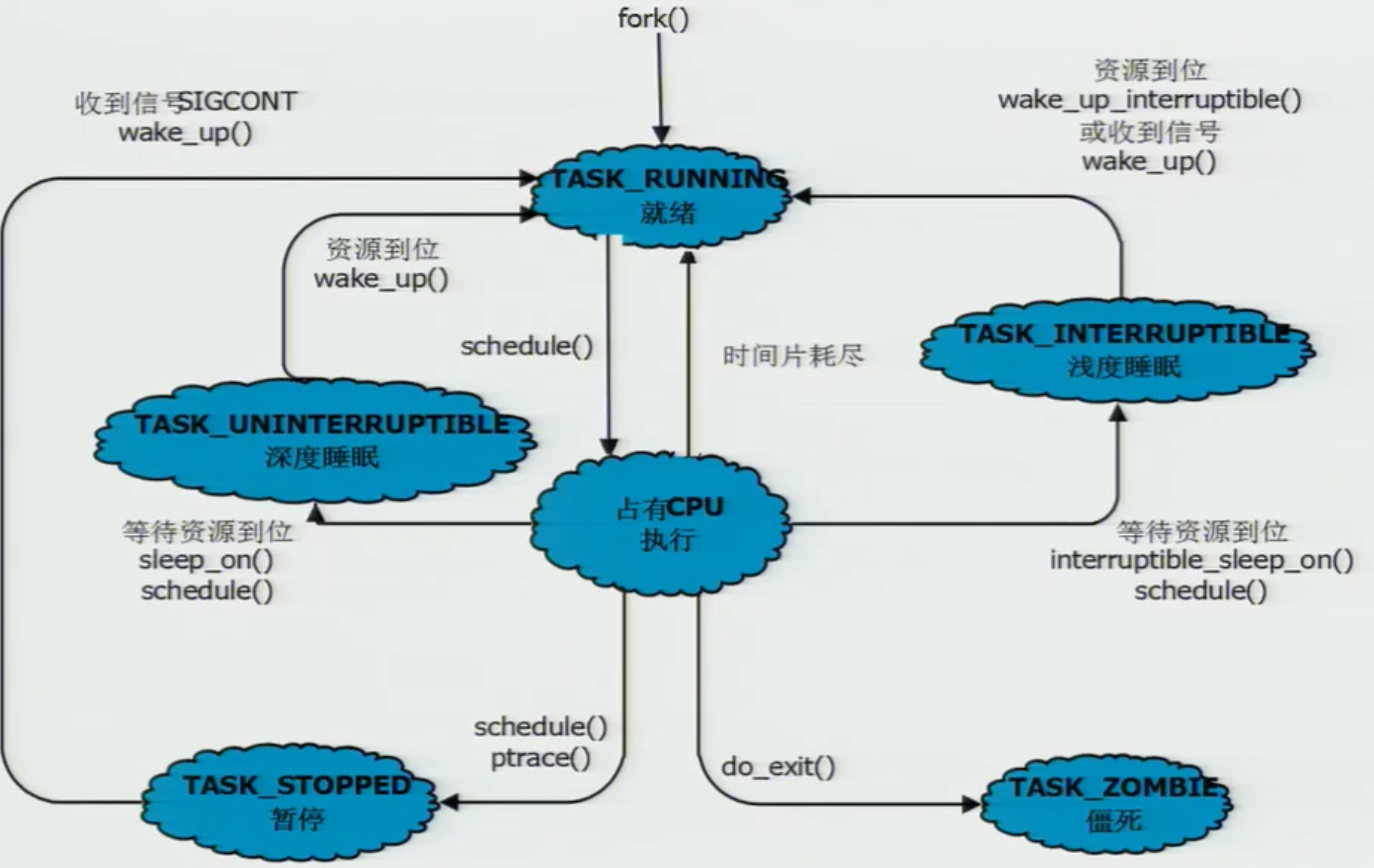 fork()
收到信号SIGCONT
wake_up()
资源到位
wake_up_interruptible()
或收到信号
wake_up()
TASK_RUNNING
就绪
资源到位
wake_up()
schedule()
时间片耗尽
TASK_INTERRUPTIBLE
浅度睡眠
TASK_UNINTERRUPTIBLE
深度睡眠
占有CPU
执行
等待资源到位
sleep_on()
schedule()
等待资源到位
interruptible_sleep_on()
schedule()
schedule()
ptrace()
do_exit()
TASK_STOPPED
暂停
TASK_ZOMBIE
僵死